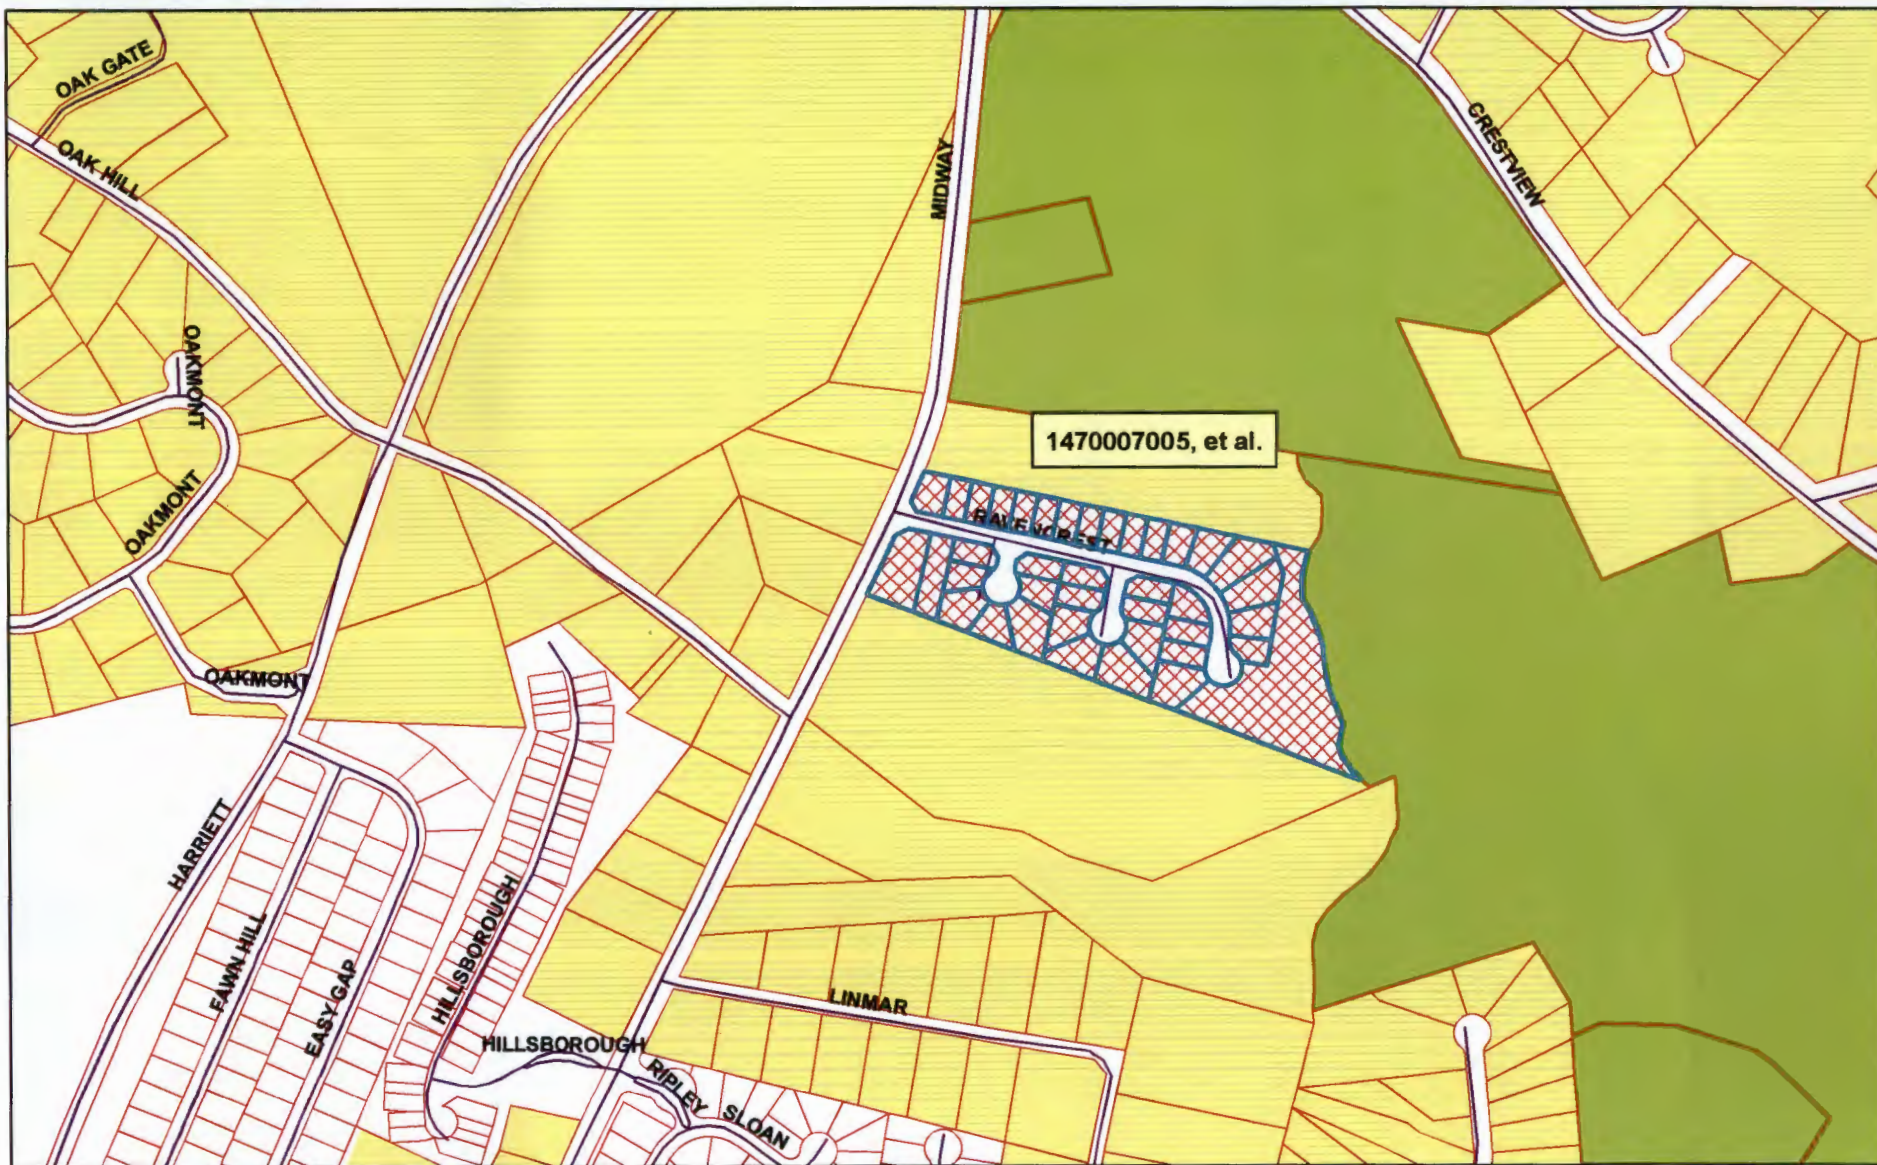 OAK GATE
OAK HILL
MIDWAY
CRESTVIEW
OAKMONT
1470007005, et al.
OAKMONT
RAVENCREST
OAKMONT
HARRIETT
FAWN HILL
EASY GAP
HILLSBOROUGH
LINMAR
HILLSBOROUGH
RIPLEY
SLOAN